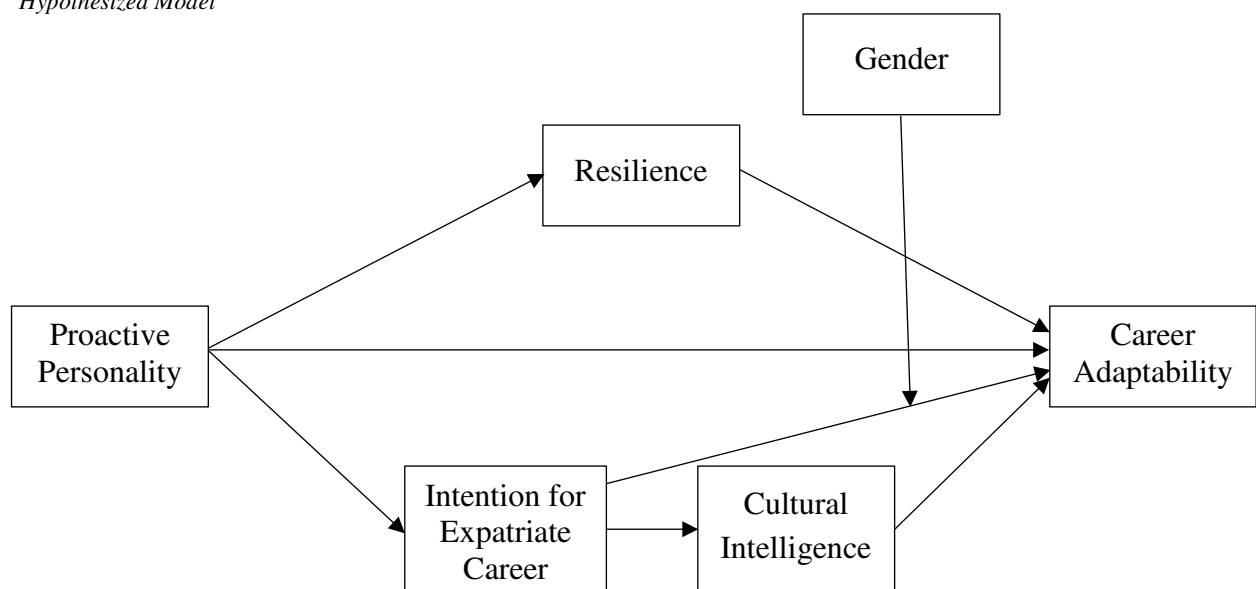 Hypothesized Model
Gender
Resilience
Proactive
Personality
Career
Adaptability
Intention for
Expatriate
Career
Cultural
Intelligence